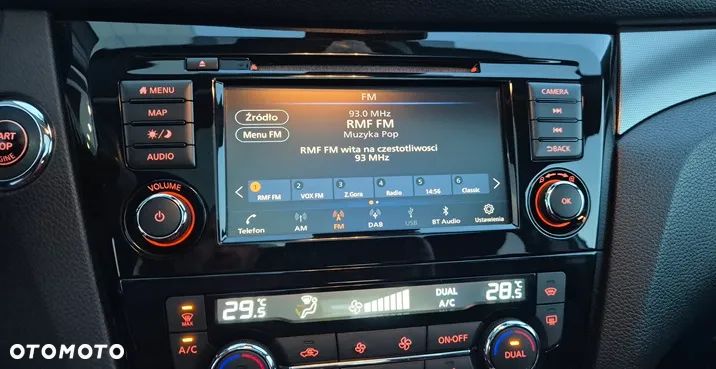 MENU
MAP
AUDIO
VOLUME
START
STOP
ENGINE
FM
Źródło
93.0 MHz
RMF FM
Menu FM
Muzyka Pop
RMF FM wita na czestotliwosci
93 MHz
1 2 3 4 5 6
RMF FM VOX FM Z.Gora Radio 14:56 Classic
Telefon AM FM DAB USB BT Audio Ustawienia
CAMERA
BACK
OK
29.5°C DUAL A/C 28.5°C
MAX
A/C
ON·OFF
DUAL
OTOMOTO